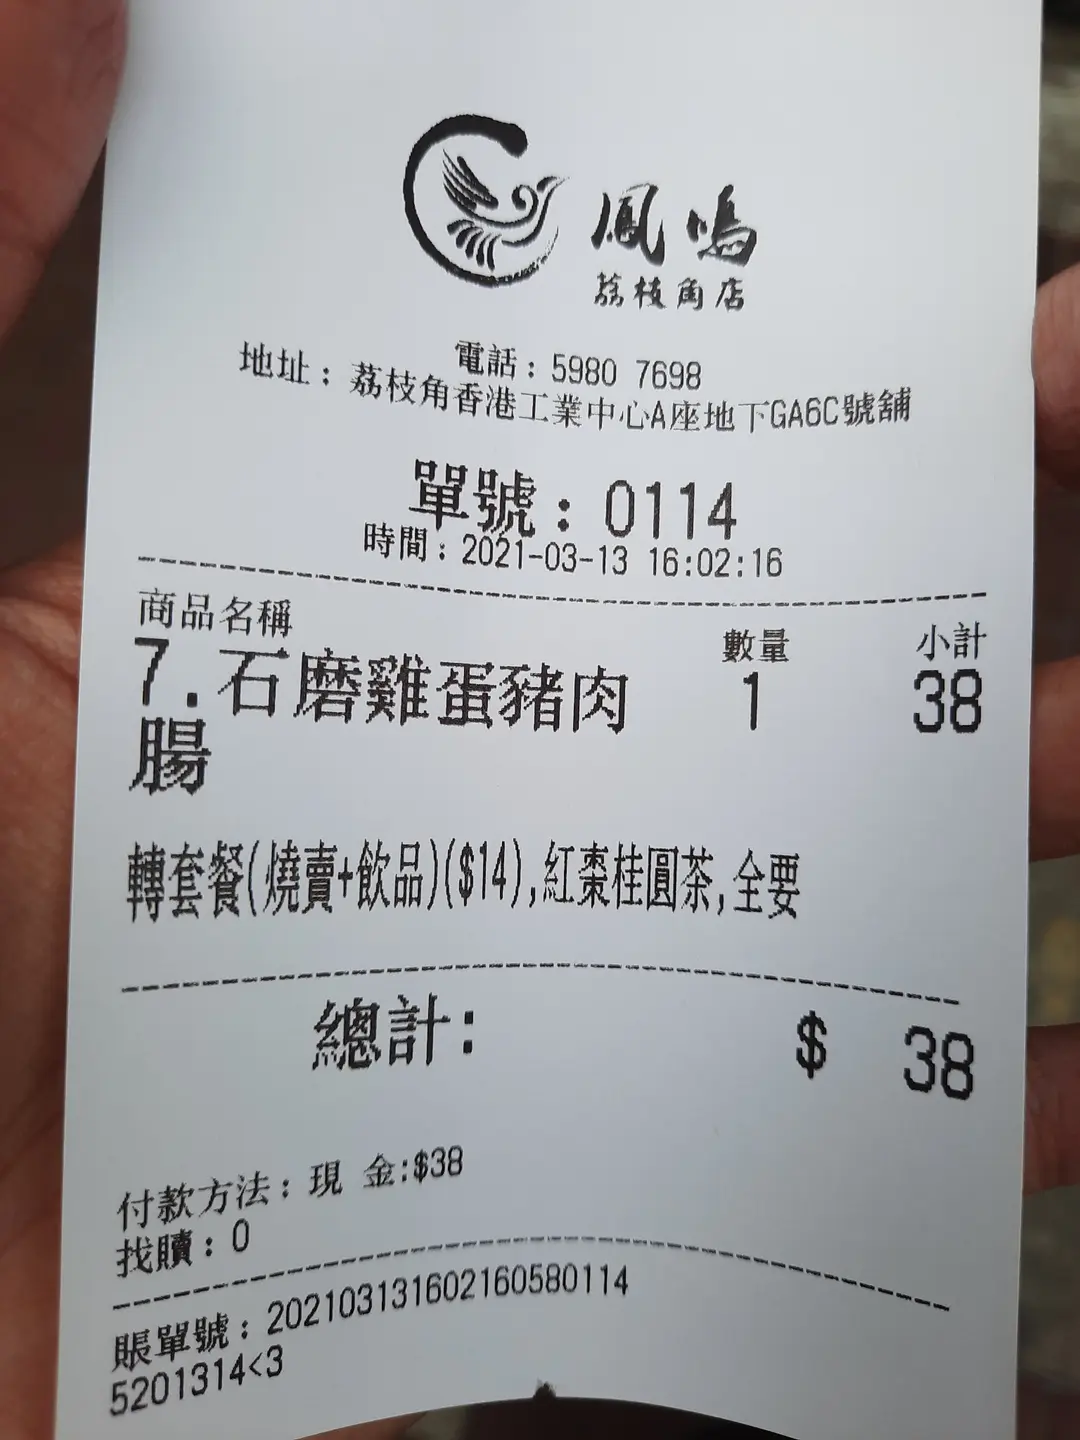 鳳鳴
荔枝角店
電話：5980 7698
地址：荔枝角香港工業中心A座地下GA6C號舖
單號：0114
時間：2021-03-13 16:02:16
商品名稱 數量 小計
7.石磨雞蛋豬肉 1 38
腸
轉套餐(燒賣+飲品)($14),紅棗桂圓茶,全要
總計: $ 38
付款方法：現 金:$38
找贖：0
賬單號：202103131602160580114
5201314<3